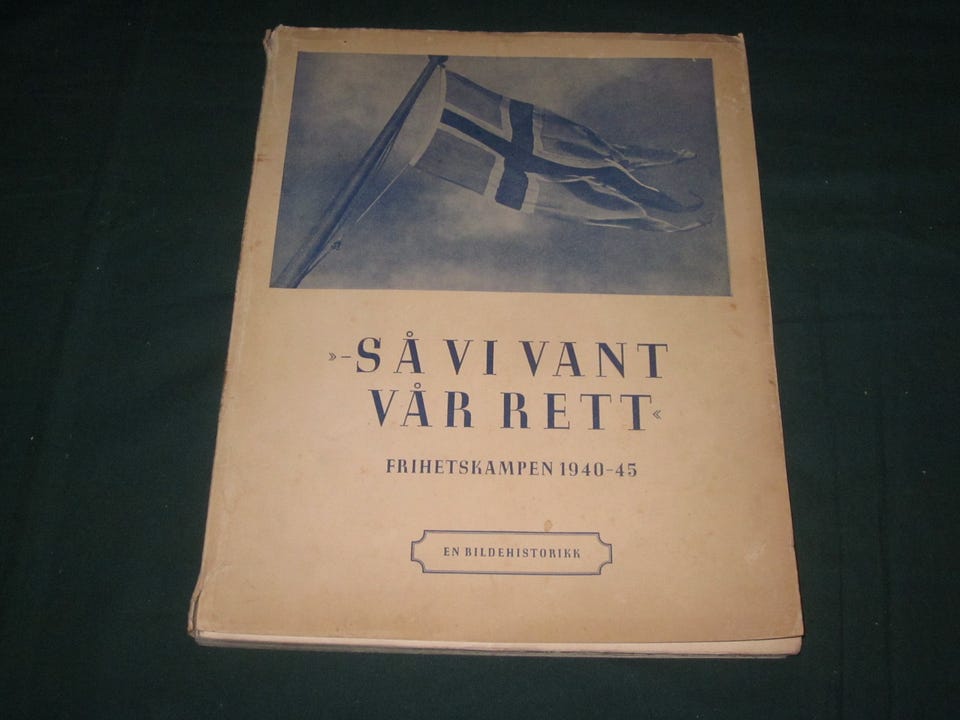 »–SÅ VI VANT
VÅR RETT«
FRIHETSKAMPEN 1940-45
EN BILDEHISTORIKK